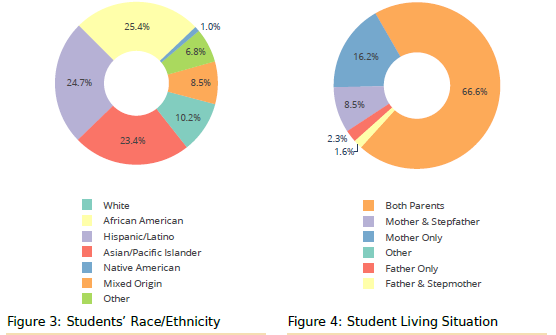 25.4%
1.0%
6.8%
8.5%
10.2%
23.4%
24.7%
White
African American
Hispanic/Latino
Asian/Pacific Islander
Native American
Mixed Origin
Other
Figure 3: Students' Race/Ethnicity
16.2%
66.6%
8.5%
2.3%
1.6%
Both Parents
Mother & Stepfather
Mother Only
Other
Father Only
Father & Stepmother
Figure 4: Student Living Situation